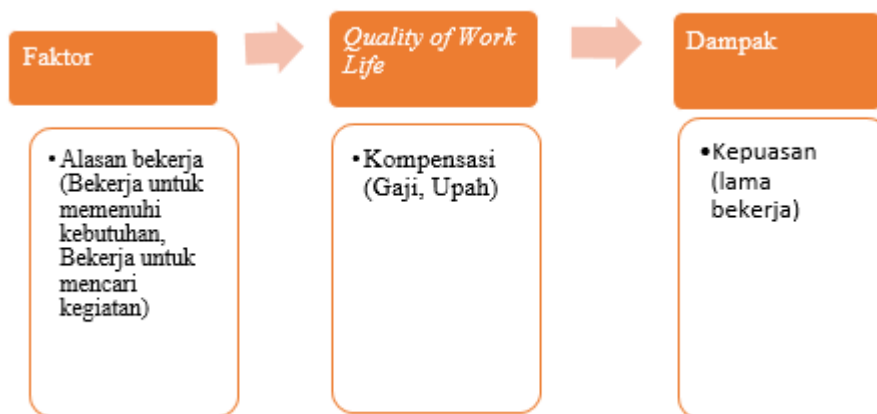 Faktor
Quality of Work
Life
Dampak
•Alasan bekerja
(Bekerja untuk
memenuhi
kebutuhan,
Bekerja untuk
mencari
kegiatan)
•Kompensasi
(Gaji, Upah)
•Kepuasan
(lama
bekerja)